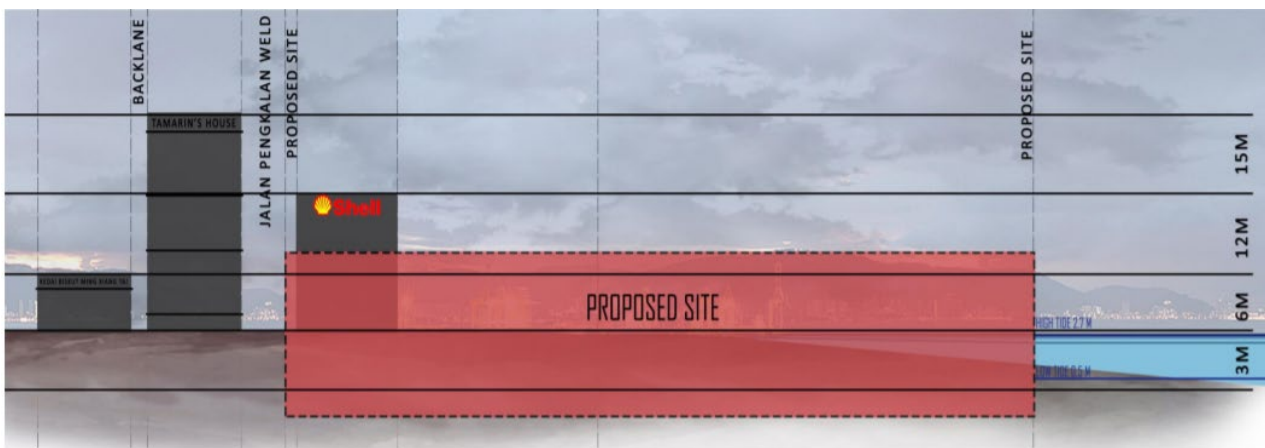 BACKLANE
TAMARIN'S HOUSE
JALAN PENGKALAN WELD
PROPOSED SITE
Shell
PROPOSED SITE
PROPOSED SITE
15M
12M
6M
3M
HIGH TIDE 2.7 M
LOW TIDE 0.5 M